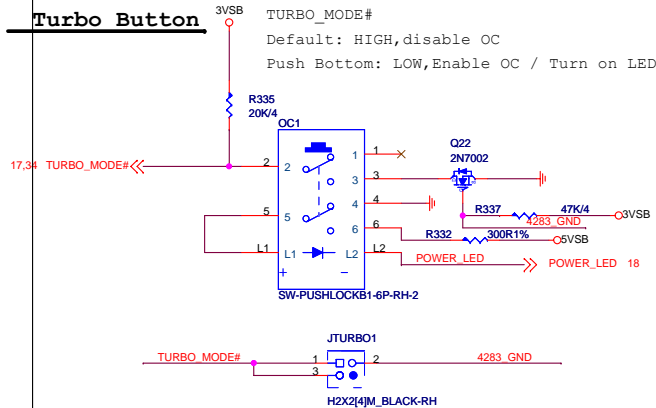 Turbo Button
3VSB
TURBO_MODE#
Default: HIGH,disable OC
Push Bottom: LOW,Enable OC / Turn on LED
R335
20K/4
OC1
17,34 TURBO_MODE#
2 2
1 1
3 3
4 4
5 5
6 6
L1 L1
L2 L2
+ -
Q22
2N7002
R337 47K/4
3VSB
4283_GND
R332 300R1%
5VSB
POWER_LED
POWER_LED 18
SW-PUSHLOCKB1-6P-RH-2
JTURBO1
TURBO_MODE# 1 2 4283_GND
3
H2X2[4]M_BLACK-RH